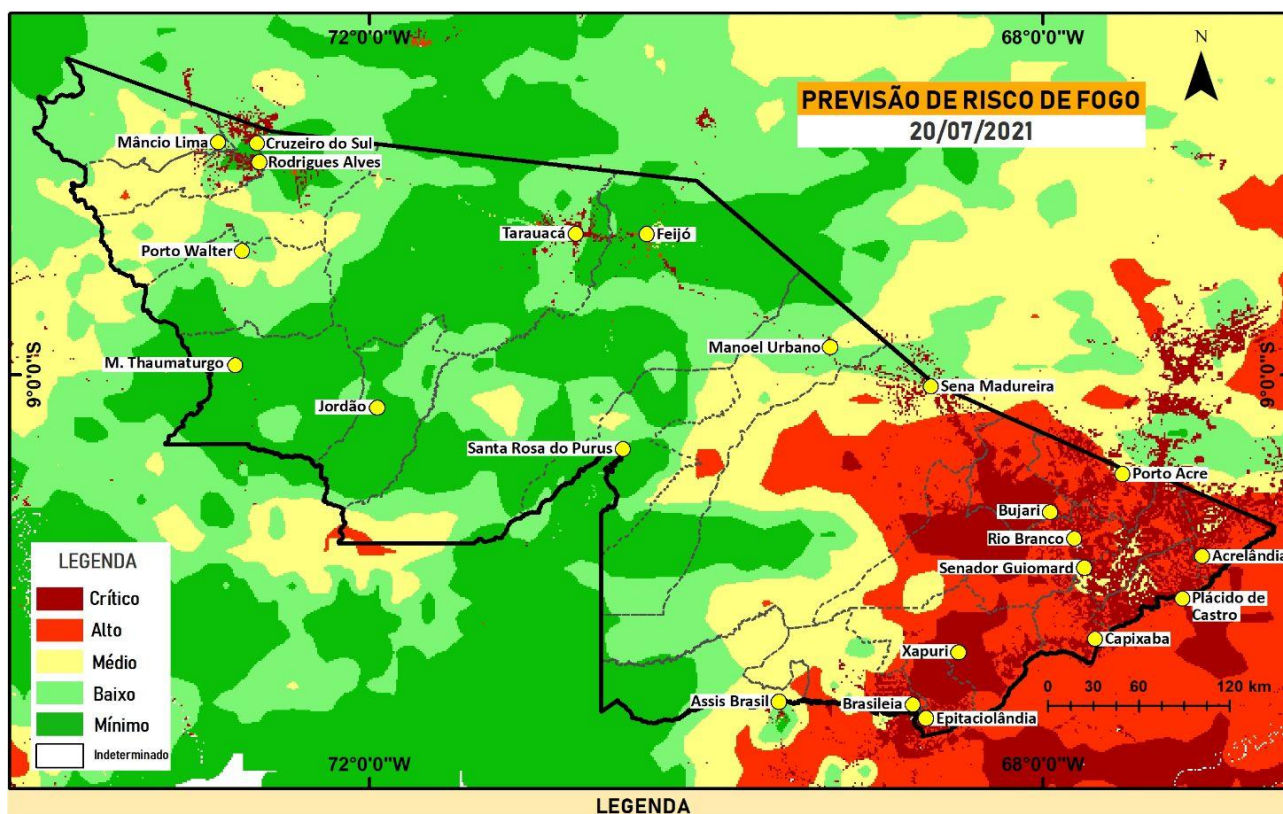 72°0'0"W
68°0'0"W
N
PREVISÃO DE RISCO DE FOGO
20/07/2021
Mâncio Lima
Cruzeiro do Sul
Rodrigues Alves
Tarauacá
Feijó
Porto Walter
Manoel Urbano
M. Thaumaturgo
9°0'0"S
9°0'0"S
Sena Madureira
Jordão
Santa Rosa do Purus
Porto Acre
Bujari
Rio Branco
Acrelândia
Senador Guiomard
Plácido de
Castro
Capixaba
Xapuri
0 30 60 120 km
Assis Brasil
Brasileia
Epitaciolândia
LEGENDA
Crítico
Alto
Médio
Baixo
Mínimo
Indeterminado
72°0'0"W
68°0'0"W
LEGENDA